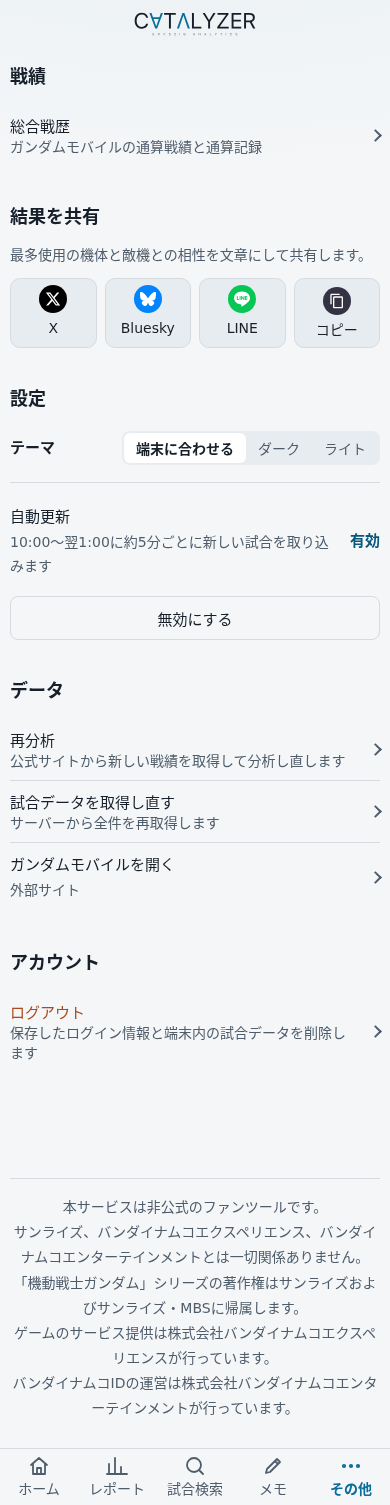 CATALYZER
戦績
総合戦歴
ガンダムモバイルの通算戦績と通算記録
結果を共有
最多使用の機体と敵機との相性を文章にして共有します。
X
Bluesky
LINE
コピー
設定
テーマ
端末に合わせる
ダーク
ライト
自動更新
10:00〜翌1:00に約5分ごとに新しい試合を取り込
みます
有効
無効にする
データ
再分析
公式サイトから新しい戦績を取得して分析し直します
試合データを取得し直す
サーバーから全件を再取得します
ガンダムモバイルを開く
外部サイト
アカウント
ログアウト
保存したログイン情報と端末内の試合データを削除し
ます
本サービスは非公式のファンツールです。
サンライズ、バンダイナムコエクスペリエンス、バンダイ
ナムコエンターテインメントとは一切関係ありません。
「機動戦士ガンダム」シリーズの著作権はサンライズおよ
びサンライズ・MBSに帰属します。
ゲームのサービス提供は株式会社バンダイナムコエクスペ
リエンスが行っています。
バンダイナムコIDの運営は株式会社バンダイナムコエンタ
ーテインメントが行っています。
ホーム
レポート
試合検索
メモ
その他